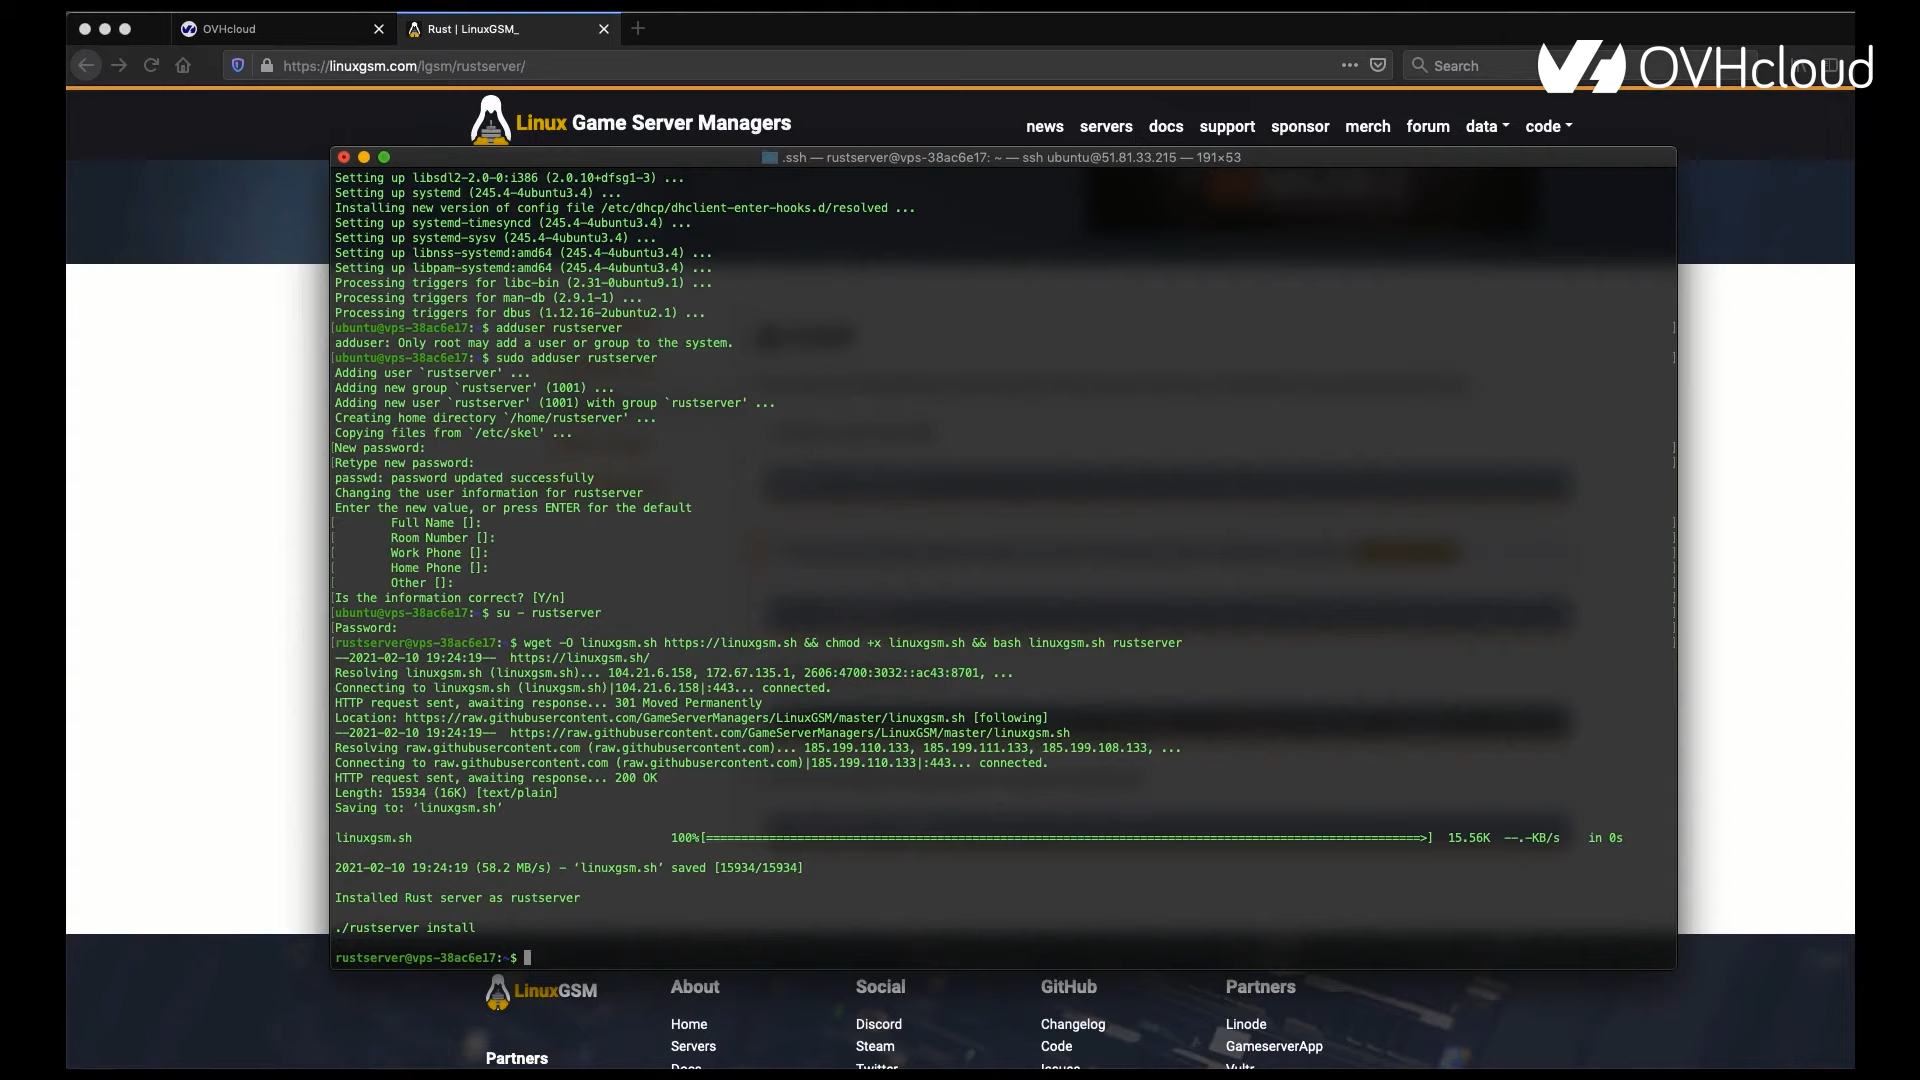 OVHcloud
Rust | LinuxGSM_
https://linuxgsm.com/lgsm/rustserver/
Search
OVHcloud
Linux Game Server Managers
news servers docs support sponsor merch forum data code
.ssh — rustserver@vps-38ac6e17: ~ — ssh ubuntu@51.81.33.215 — 191×53
Setting up libsdl2-2.0-0:i386 (2.0.10+dfsg1-3) ...
Setting up systemd (245.4-4ubuntu3.4) ...
Installing new version of config file /etc/dhcp/dhclient-enter-hooks.d/resolved ...
Setting up systemd-timesyncd (245.4-4ubuntu3.4) ...
Setting up systemd-sysv (245.4-4ubuntu3.4) ...
Setting up libnss-systemd:amd64 (245.4-4ubuntu3.4) ...
Setting up libpam-systemd:amd64 (245.4-4ubuntu3.4) ...
Processing triggers for libc-bin (2.31-0ubuntu9.1) ...
Processing triggers for man-db (2.9.1-1) ...
Processing triggers for dbus (1.12.16-2ubuntu2.1) ...
[ubuntu@vps-38ac6e17:~$ adduser rustserver ]
adduser: Only root may add a user or group to the system.
[ubuntu@vps-38ac6e17:~$ sudo adduser rustserver ]
Adding user `rustserver' ...
Adding new group `rustserver' (1001) ...
Adding new user `rustserver' (1001) with group `rustserver' ...
Creating home directory `/home/rustserver' ...
Copying files from `/etc/skel' ...
[New password: ]
[Retype new password: ]
passwd: password updated successfully
Changing the user information for rustserver
Enter the new value, or press ENTER for the default
[ Full Name []: ]
[ Room Number []: ]
[ Work Phone []: ]
[ Home Phone []: ]
[ Other []: ]
[Is the information correct? [Y/n] ]
[ubuntu@vps-38ac6e17:~$ su - rustserver ]
[Password: ]
[rustserver@vps-38ac6e17:~$ wget -O linuxgsm.sh https://linuxgsm.sh && chmod +x linuxgsm.sh && bash linuxgsm.sh rustserver ]
--2021-02-10 19:24:19-- https://linuxgsm.sh/
Resolving linuxgsm.sh (linuxgsm.sh)... 104.21.6.158, 172.67.135.1, 2606:4700:3032::ac43:8701, ...
Connecting to linuxgsm.sh (linuxgsm.sh)|104.21.6.158|:443... connected.
HTTP request sent, awaiting response... 301 Moved Permanently
Location: https://raw.githubusercontent.com/GameServerManagers/LinuxGSM/master/linuxgsm.sh [following]
--2021-02-10 19:24:19-- https://raw.githubusercontent.com/GameServerManagers/LinuxGSM/master/linuxgsm.sh
Resolving raw.githubusercontent.com (raw.githubusercontent.com)... 185.199.110.133, 185.199.111.133, 185.199.108.133, ...
Connecting to raw.githubusercontent.com (raw.githubusercontent.com)|185.199.110.133|:443... connected.
HTTP request sent, awaiting response... 200 OK
Length: 15934 (16K) [text/plain]
Saving to: ‘linuxgsm.sh’
linuxgsm.sh 100%[===================================================>] 15.56K --.-KB/s in 0s
2021-02-10 19:24:19 (58.2 MB/s) - ‘linuxgsm.sh’ saved [15934/15934]
Installed Rust server as rustserver
./rustserver install
rustserver@vps-38ac6e17:~$
LinuxGSM
About Social GitHub Partners
Home Discord Changelog Linode
Servers Steam Code GameserverApp
Partners
Docs Twitter Issues Vultr